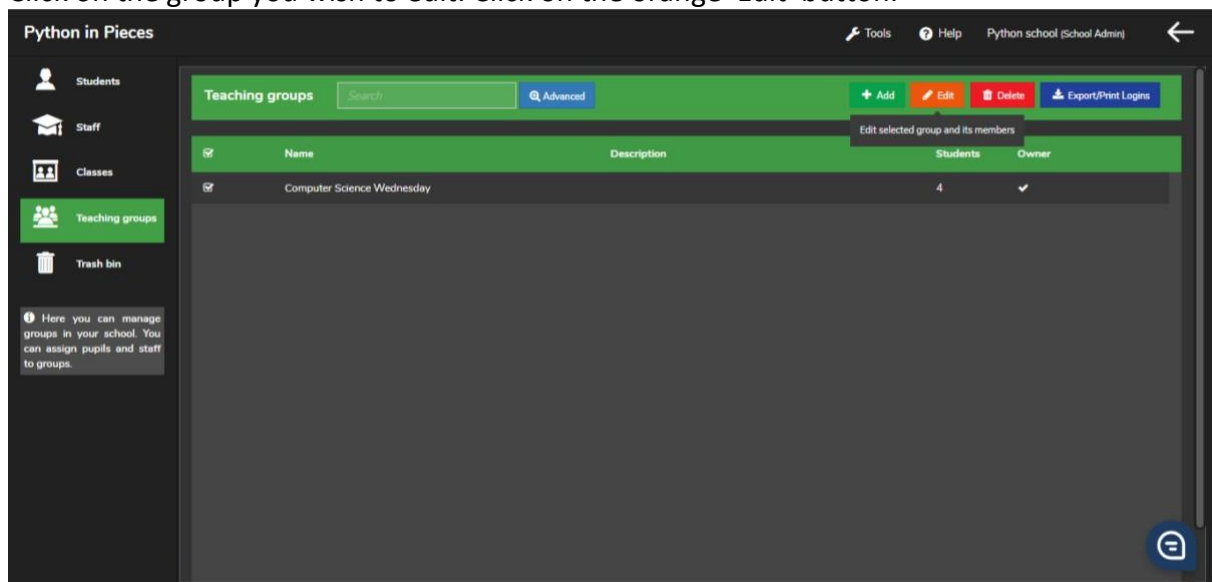 Click on the group you wish to edit. Click on the orange 'Edit' button.
Python in Pieces
Tools
Help
Python school (School Admin)
Students
Staff
Classes
Teaching groups
Trash bin
Here you can manage
groups in your school. You
can assign pupils and staff
to groups.
Teaching groups
Search
Advanced
Add
Edit
Delete
Export/Print Logins
Edit selected group and its members
Name
Description
Students
Owner
Computer Science Wednesday
4